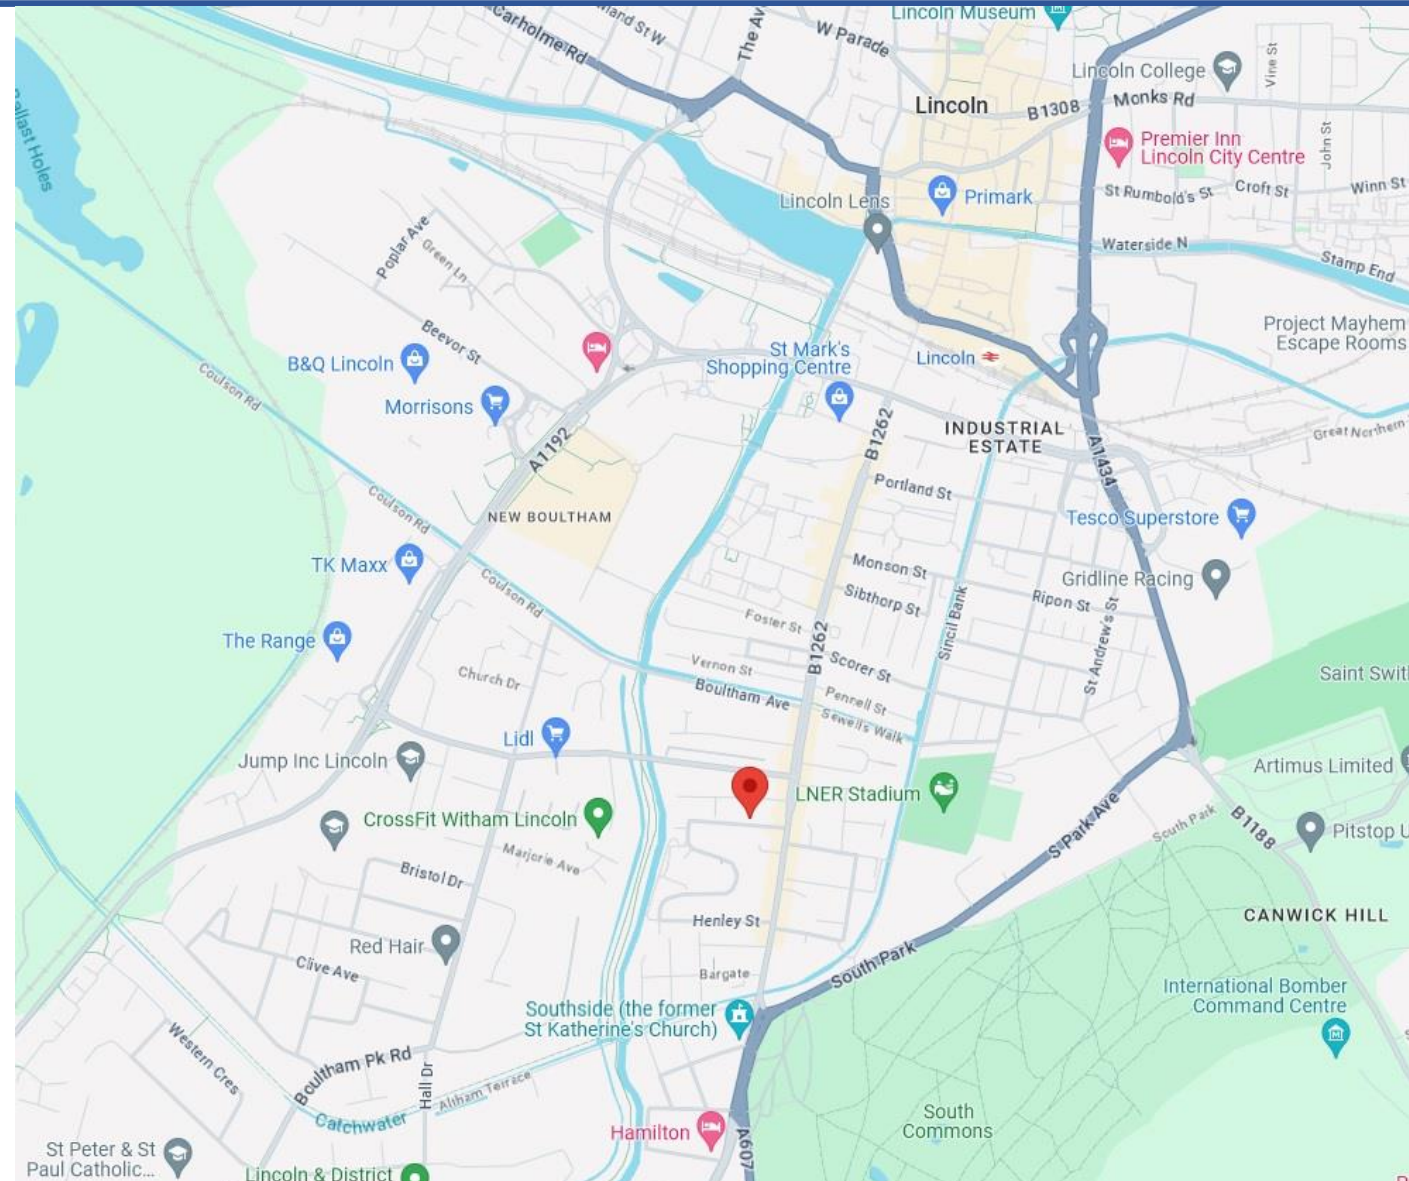 Lincoln Museum
Carholme Rd
The Av
W Parade
Lincoln College
Vine St
Lincoln
B1308
Monks Rd
Premier Inn
Lincoln City Centre
John St
Ballast Holes
Lincoln Lens
Primark
St Rumbold's St
Croft St
Winn St
Poplar Ave
Green Ln
Waterside N
Stamp End
Beevor St
Project Mayhem
Escape Rooms
B&Q Lincoln
St Mark's
Shopping Centre
Lincoln
Coulson Rd
Morrisons
A1192
B1262
INDUSTRIAL
ESTATE
Great Northern
A1434
Coulson Rd
NEW BOULTHAM
Portland St
Tesco Superstore
TK Maxx
Coulson Rd
Monson St
Sibthorp St
Gridline Racing
Ripon St
Sincil Bank
St Andrew's St
The Range
Foster St
B1262
Scorer St
Church Dr
Vernon St
Boultham Ave
Penrell St
Sewells Walk
Saint Swit
Lidl
Jump Inc Lincoln
LNER Stadium
Artimus Limited
CrossFit Witham Lincoln
S Park Ave
South Park
B1188
Pitstop U
Marjorie Ave
Bristol Dr
Henley St
CANWICK HILL
Red Hair
Clive Ave
Bargate
South Park
International Bomber
Command Centre
Southside (the former
St Katherine's Church)
Western Cres
Boultham Pk Rd
Hall Dr
Altham Terrace
Catchwater
South
Commons
Hamilton
A607
St Peter & St
Paul Catholic...
Lincoln & District